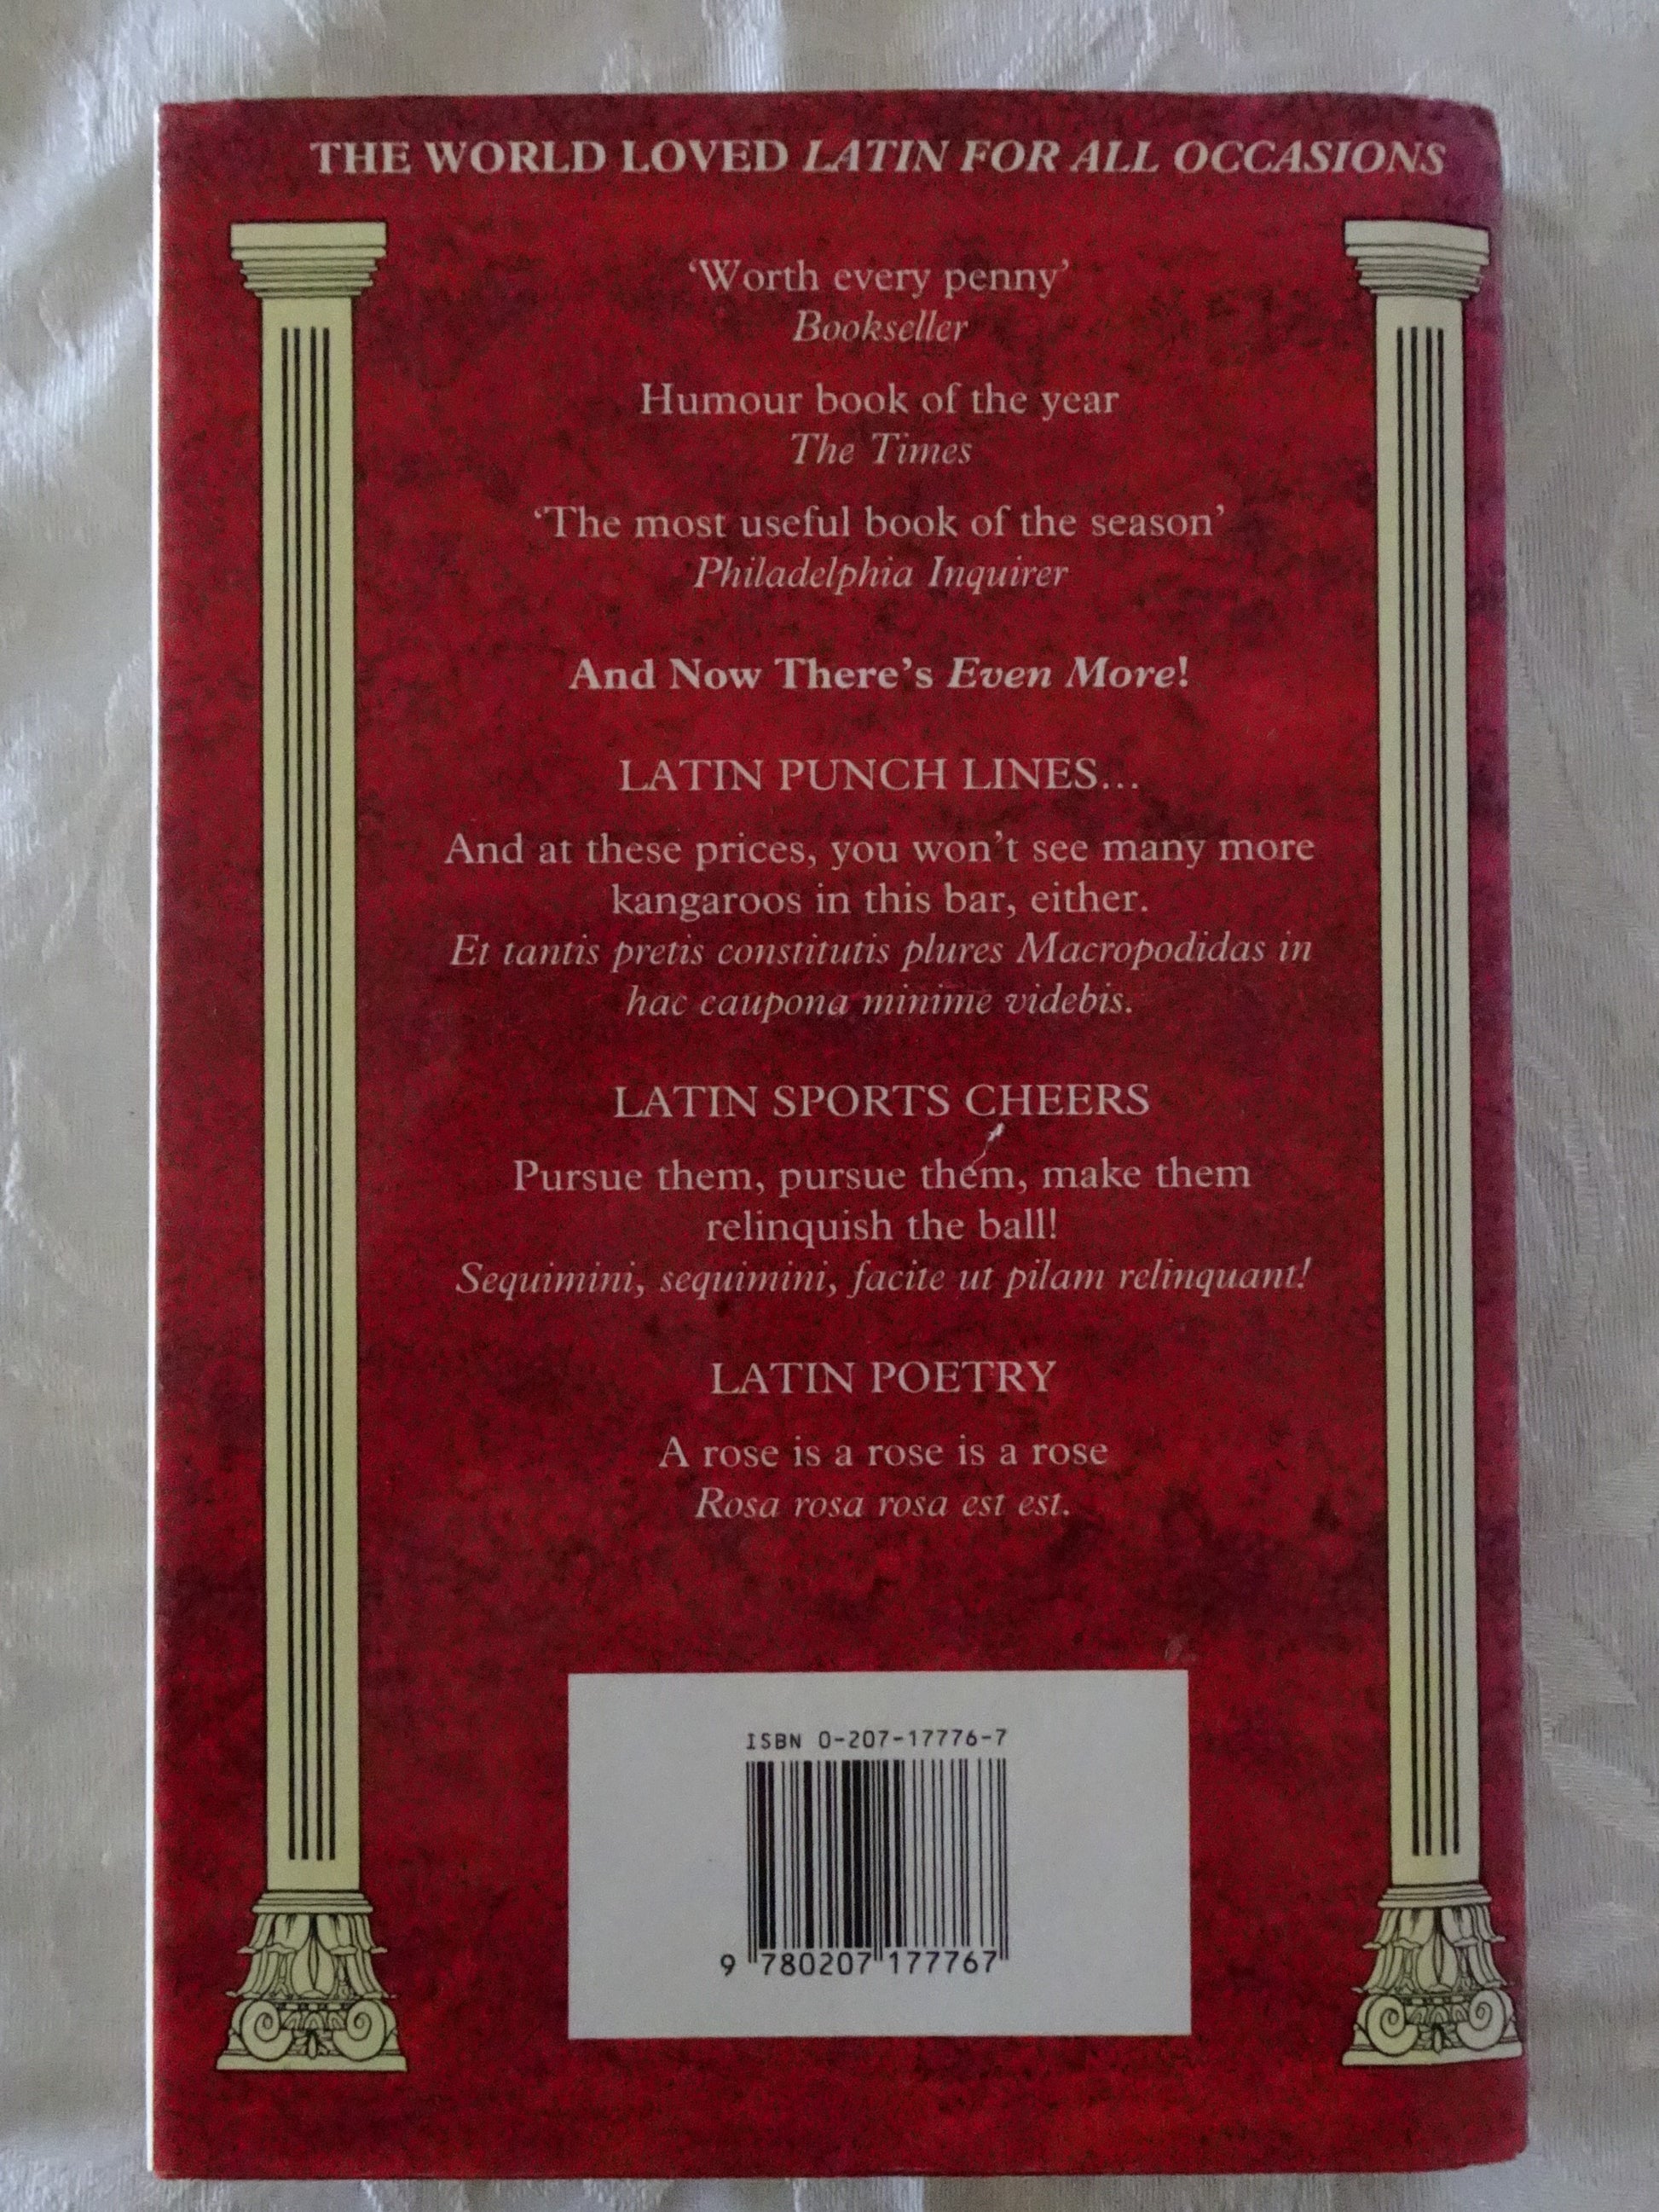 THE WORLD LOVED LATIN FOR ALL OCCASIONS
‘Worth every penny’
Bookseller
Humour book of the year
The Times
‘The most useful book of the season’
Philadelphia Inquirer
And Now There’s Even More!
LATIN PUNCH LINES...
And at these prices, you won’t see many more
kangaroos in this bar, either.
Et tantis pretis constitutis plures Macropodidas in
hac caupona minime videbis.
LATIN SPORTS CHEERS
Pursue them, pursue them, make them
relinquish the ball!
Sequimini, sequimini, facite ut pilam relinquant!
LATIN POETRY
A rose is a rose is a rose
Rosa rosa rosa est est.
ISBN 0-207-17776-7
9 780207 177767